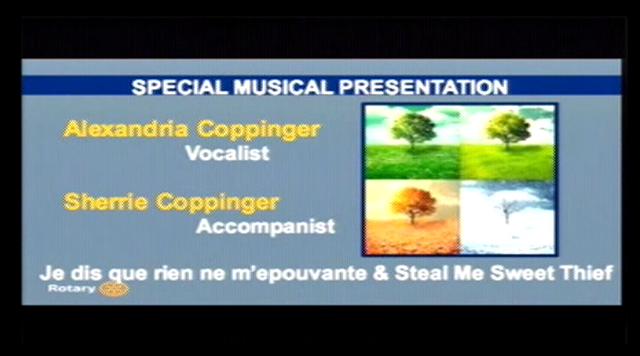 SPECIAL MUSICAL PRESENTATION
Alexandria Coppinger
Vocalist
Sherrie Coppinger
Accompanist
Je dis que rien ne m'epouvante & Steal Me Sweet Thief
Rotary